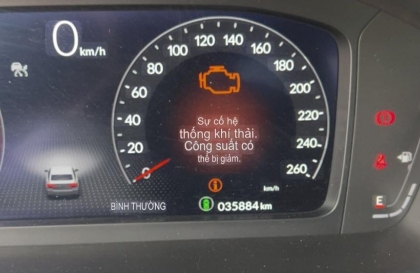 0 km/h
100 120 140 160
80 180
60 200
40 220
20 240
0 260
Sự cố hệ
thống khí thải.
Công suất có
thể bị giảm.
km/h
BÌNH THƯỜNG 035884 km
E